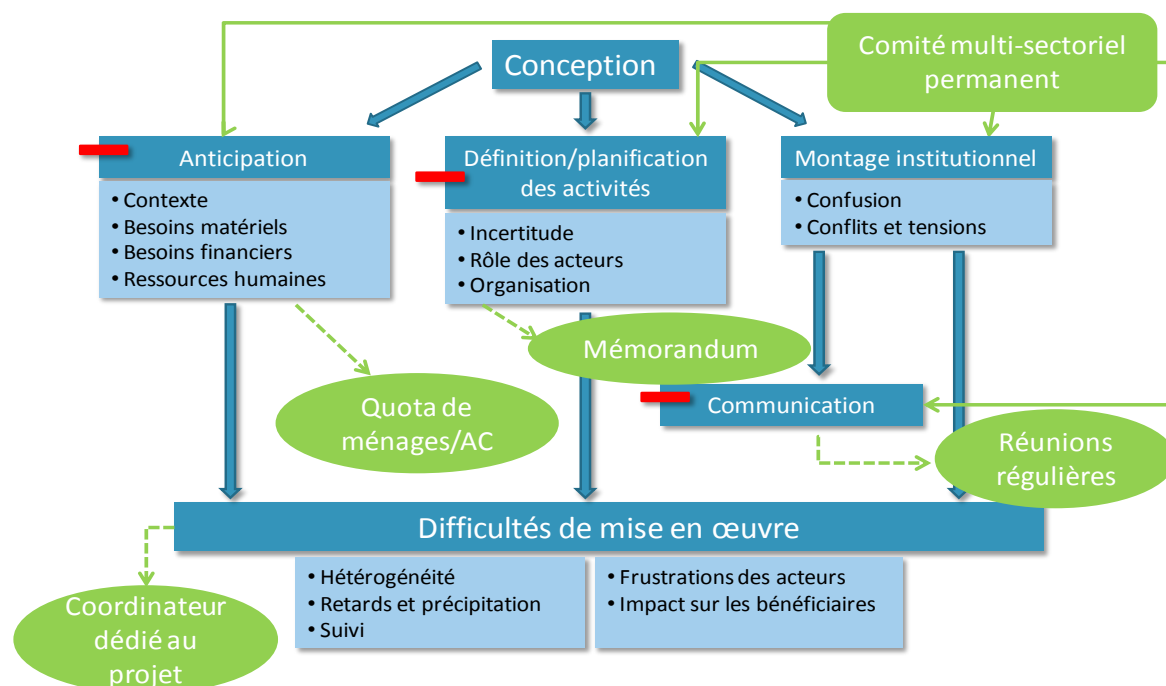 Conception
Comité multi-sectoriel
permanent
Anticipation
• Contexte
• Besoins matériels
• Besoins financiers
• Ressources humaines
Définition/planification
des activités
• Incertitude
• Rôle des acteurs
• Organisation
Montage institutionnel
• Confusion
• Conflits et tensions
Mémorandum
Quota de
ménages/AC
Communication
Réunions
régulières
Difficultés de mise en œuvre
• Hétérogénéité
• Retards et précipitation
• Suivi
• Frustrations des acteurs
• Impact sur les bénéficiaires
Coordinateur
dédié au
projet